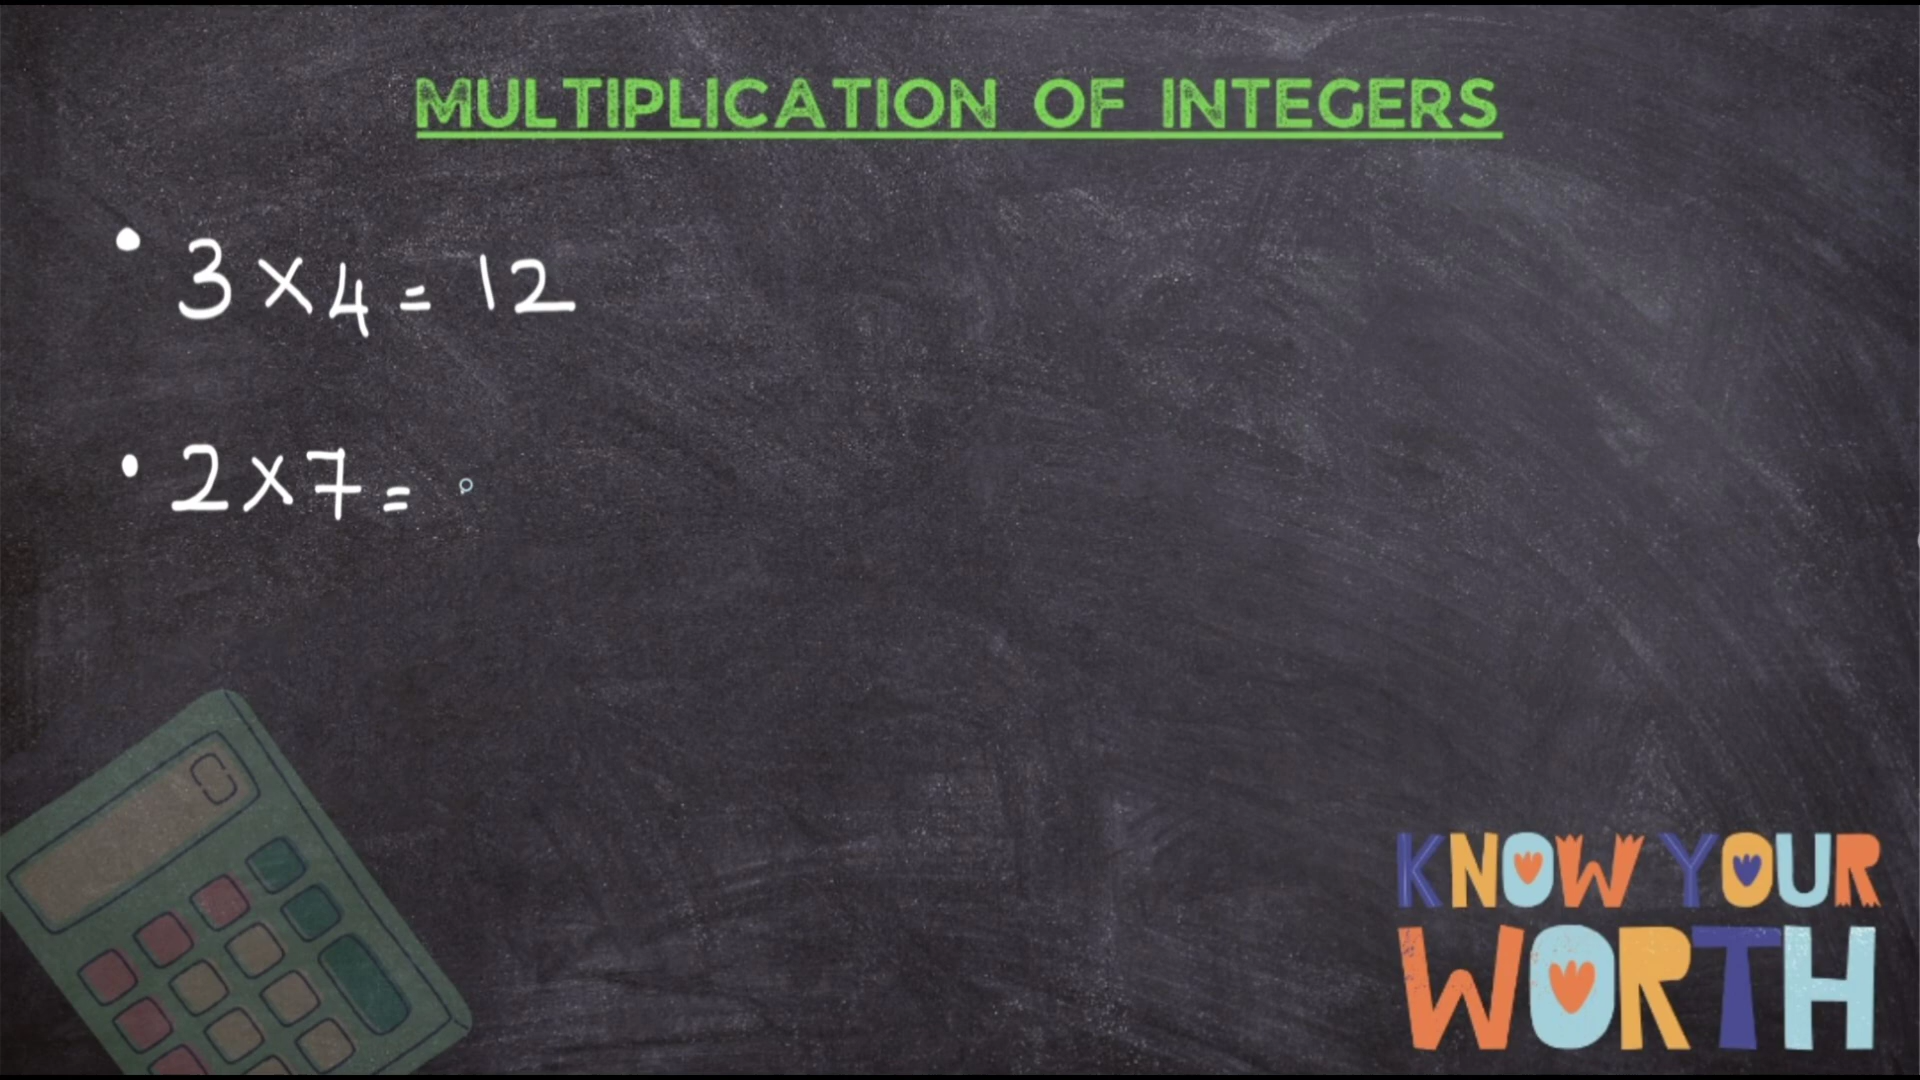 MULTIPLICATION OF INTEGERS
• 3 × 4 = 12
• 2 × 7 =
KNOW YOUR
WORTH